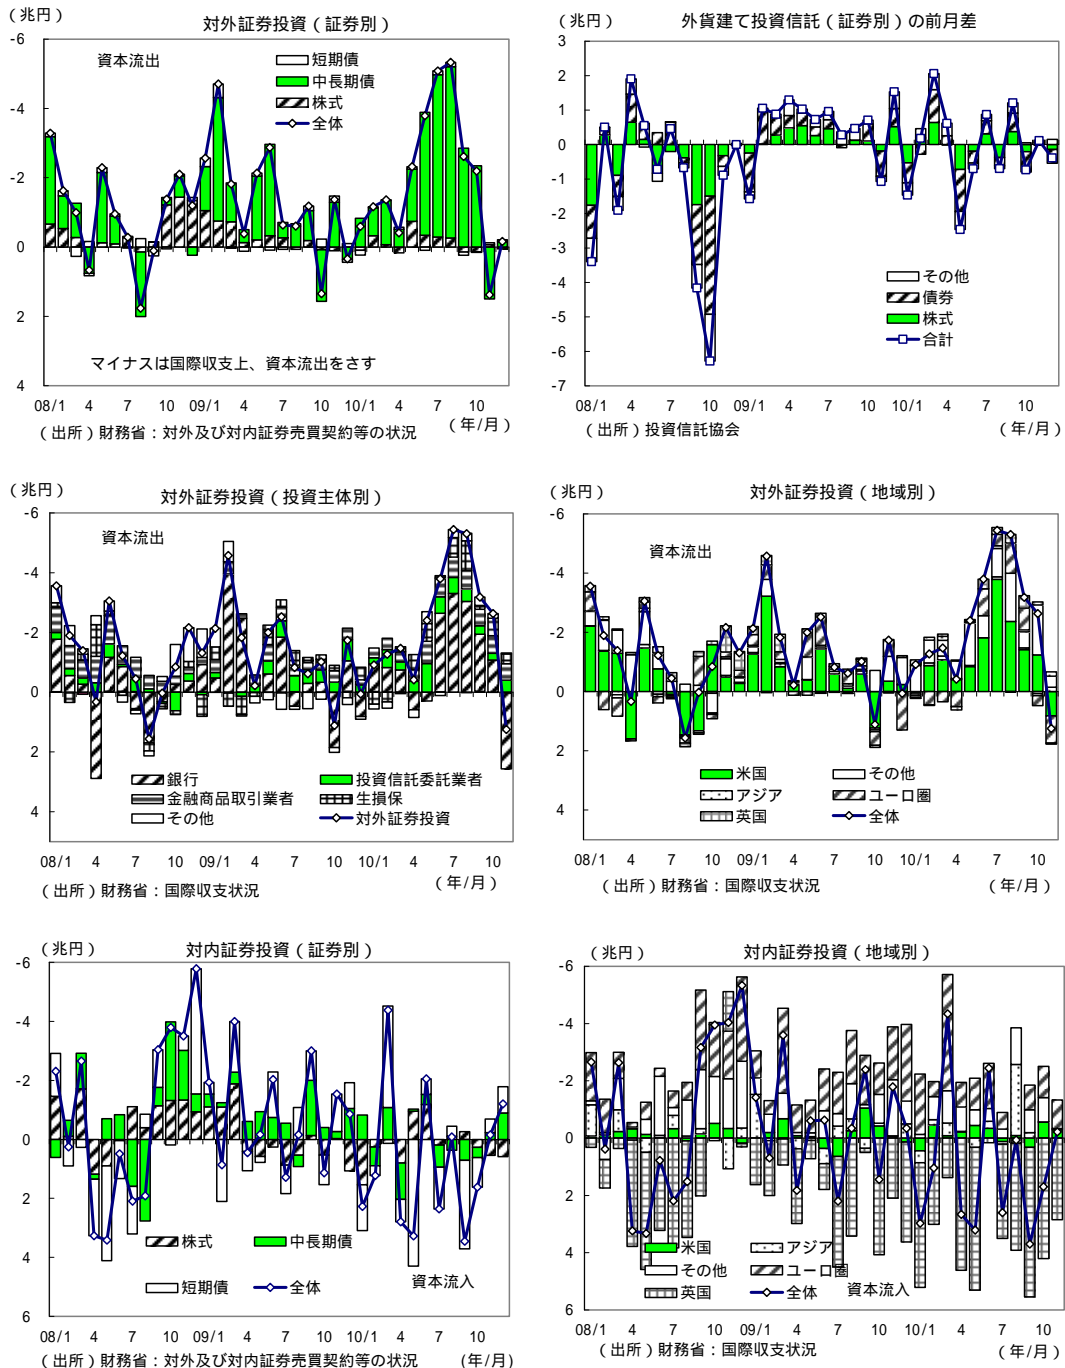 (兆円)
対外証券投資(証券別)
-6
-4
-2
0
2
4
資本流出
短期債
中長期債
株式
全体
マイナスは国際収支上、資本流出をさす
08/1 4 7 10 09/1 4 7 10 10/1 4 7 10
(年/月)
(出所)財務省:対外及び対内証券売買契約等の状況
(兆円)
外貨建て投資信託(証券別)の前月差
3
2
1
0
-1
-2
-3
-4
-5
-6
-7
その他
債券
株式
合計
08/1 4 7 10 09/1 4 7 10 10/1 4 7 10
(出所)投資信託協会
(年/月)
(兆円)
対外証券投資(投資主体別)
-6
-4
-2
0
2
4
資本流出
銀行
投資信託委託業者
金融商品取引業者
生損保
その他
対外証券投資
08/1 4 7 10 09/1 4 7 10 10/1 4 7 10
(年/月)
(出所)財務省:国際収支状況
(兆円)
対外証券投資(地域別)
-6
-4
-2
0
2
4
資本流出
米国
その他
アジア
ユーロ圏
英国
全体
08/1 4 7 10 09/1 4 7 10 10/1 4 7 10
(出所)財務省:国際収支状況
(年/月)
(兆円)
対内証券投資(証券別)
-6
-4
-2
0
2
4
6
株式
中長期債
短期債
全体
資本流入
08/1 4 7 10 09/1 4 7 10 10/1 4 7 10
(出所)財務省:対外及び対内証券売買契約等の状況
(年/月)
(兆円)
対内証券投資(地域別)
-6
-4
-2
0
2
4
6
米国
アジア
その他
ユーロ圏
英国
全体
資本流入
08/1 4 7 10 09/1 4 7 10 10/1 4 7 10
(出所)財務省:国際収支状況
(年/月)